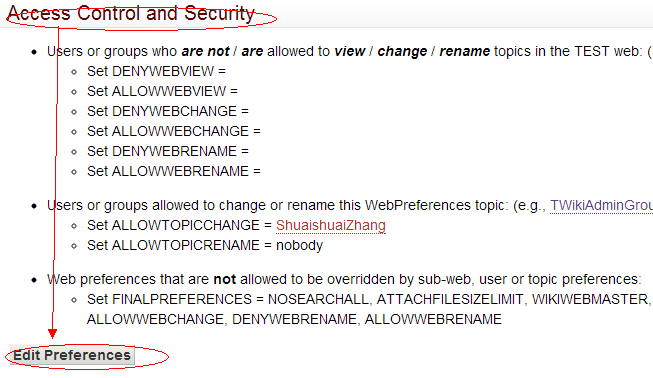 Access Control and Security
Users or groups who are not / are allowed to view / change / rename topics in the TEST web: (
Set DENYWEBVIEW =
Set ALLOWWEBVIEW =
Set DENYWEBCHANGE =
Set ALLOWWEBCHANGE =
Set DENYWEBRENAME =
Set ALLOWWEBRENAME =
Users or groups allowed to change or rename this WebPreferences topic: (e.g., TWikiAdminGrou
Set ALLOWTOPICCHANGE = ShuaishuaiZhang
Set ALLOWTOPICRENAME = nobody
Web preferences that are not allowed to be overridden by sub-web, user or topic preferences:
Set FINALPREFERENCES = NOSEARCHALL, ATTACHFILESIZELIMIT, WIKIWEBMASTER,
ALLOWWEBCHANGE, DENYWEBRENAME, ALLOWWEBRENAME
Edit Preferences